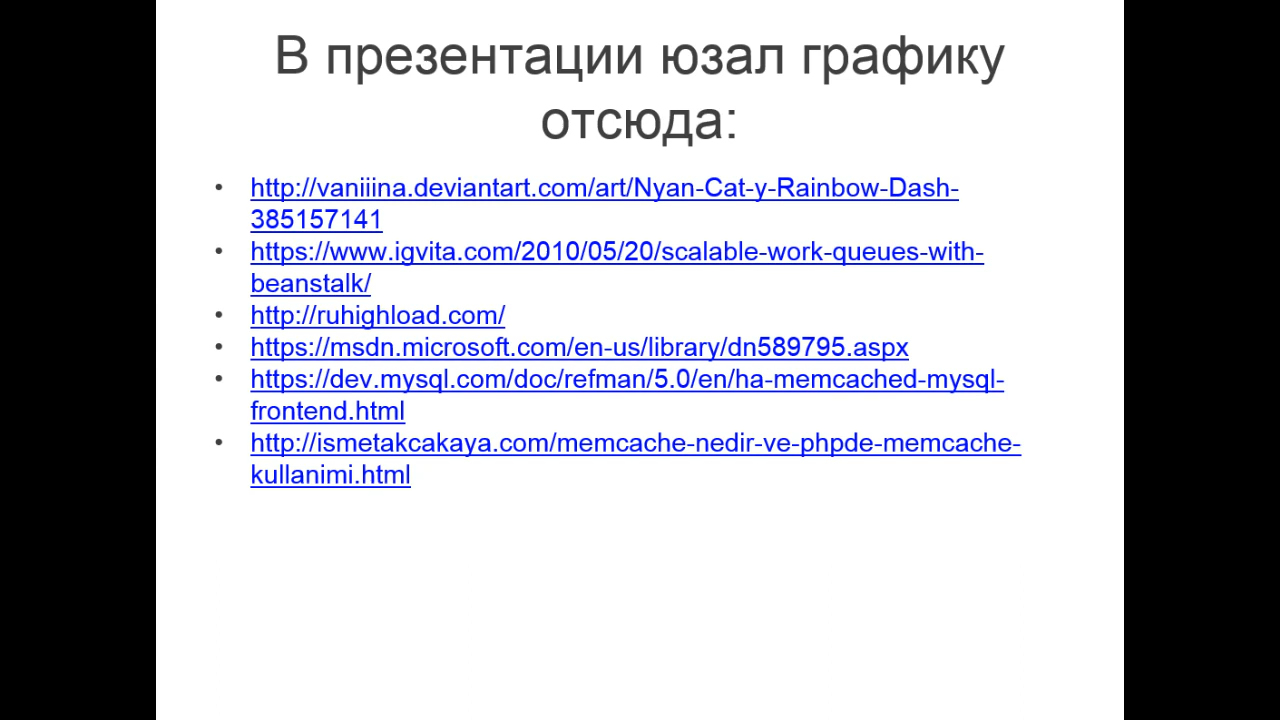 В презентации юзал графику
отсюда:
• http://vaniiina.deviantart.com/art/Nyan-Cat-y-Rainbow-Dash-
385157141
• https://www.igvita.com/2010/05/20/scalable-work-queues-with-
beanstalk/
• http://ruhighload.com/
• https://msdn.microsoft.com/en-us/library/dn589795.aspx
• https://dev.mysql.com/doc/refman/5.0/en/ha-memcached-mysql-
frontend.html
• http://ismetakcakaya.com/memcache-nedir-ve-phpde-memcache-
kullanimi.html